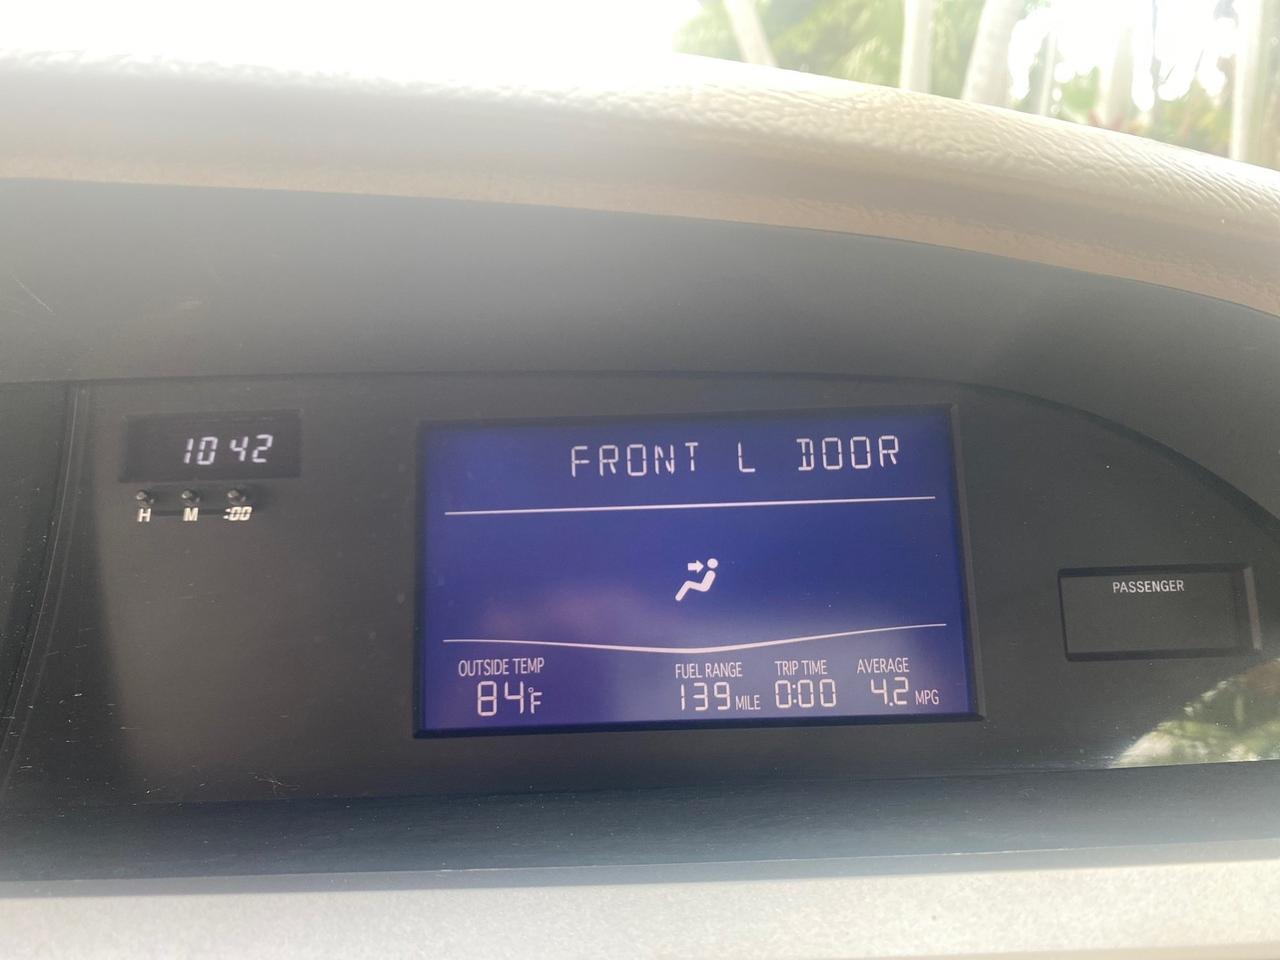 10 42
H M :00
FRONT L DOOR
OUTSIDE TEMP
84°F
FUEL RANGE
139 MILE
TRIP TIME
0:00
AVERAGE
4.2 MPG
PASSENGER